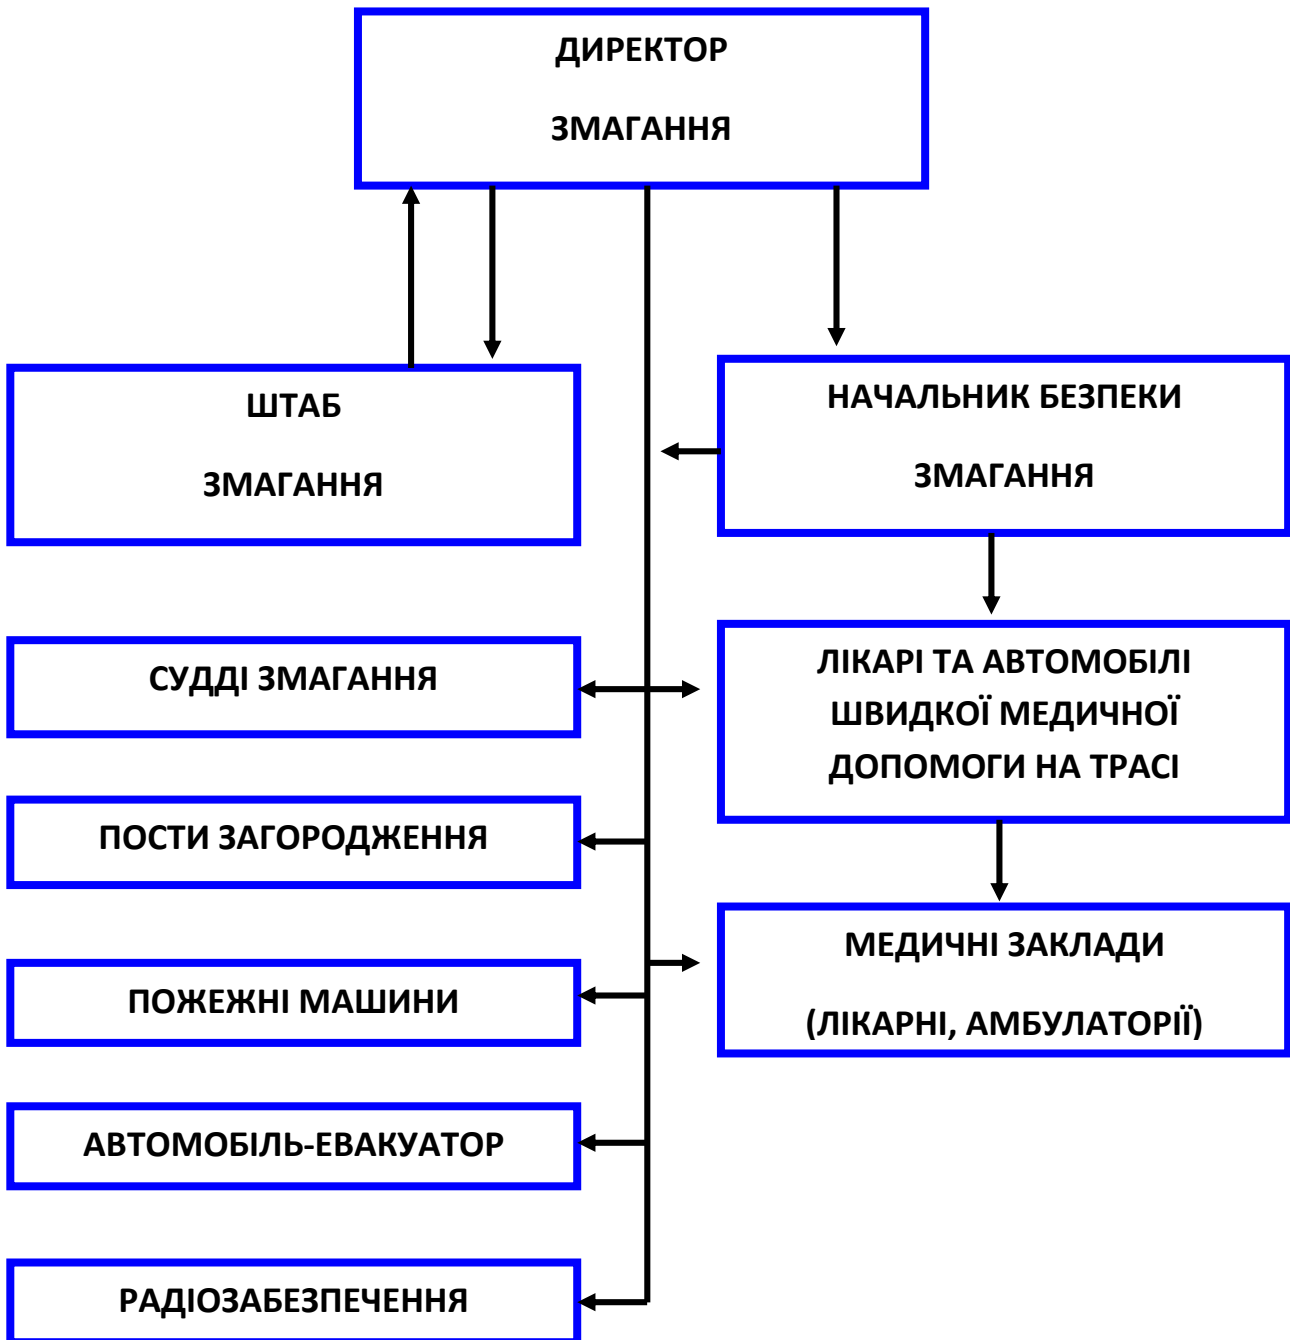 ДИРЕКТОР
ЗМАГАННЯ
ШТАБ
ЗМАГАННЯ
НАЧАЛЬНИК БЕЗПЕКИ
ЗМАГАННЯ
СУДДІ ЗМАГАННЯ
ЛІКАРІ ТА АВТОМОБІЛІ
ШВИДКОЇ МЕДИЧНОЇ
ДОПОМОГИ НА ТРАСІ
ПОСТИ ЗАГОРОДЖЕННЯ
МЕДИЧНІ ЗАКЛАДИ
(ЛІКАРНІ, АМБУЛАТОРІЇ)
ПОЖЕЖНІ МАШИНИ
АВТОМОБІЛЬ-ЕВАКУАТОР
РАДІОЗАБЕЗПЕЧЕННЯ